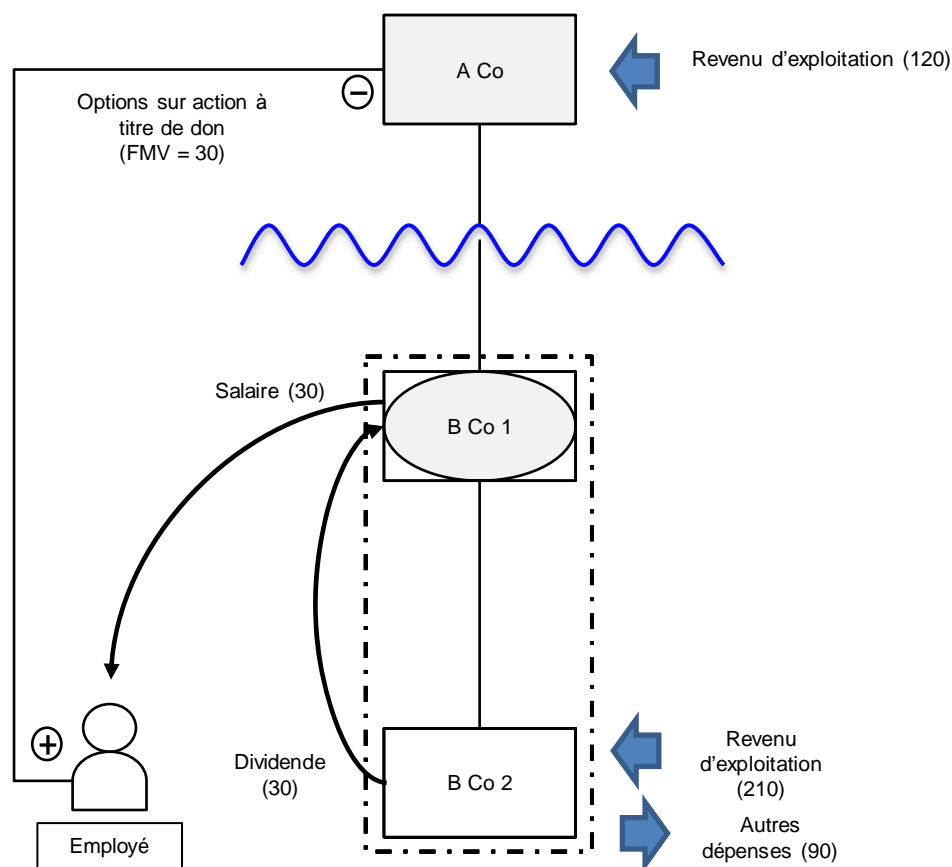 A Co
Revenu d'exploitation (120)
Options sur action à
titre de don
(FMV = 30)
Salaire (30)
B Co 1
Dividende
(30)
B Co 2
Revenu
d'exploitation
(210)
Autres
dépenses (90)
Employé